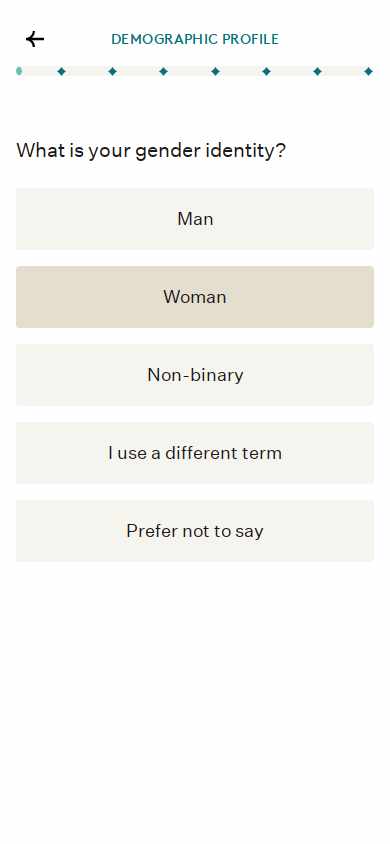 DEMOGRAPHIC PROFILE
What is your gender identity?
Man
Woman
Non-binary
I use a different term
Prefer not to say